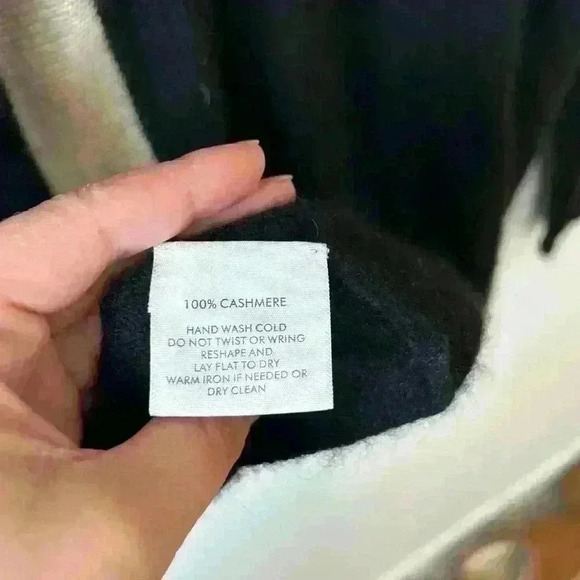 100% CASHMERE
HAND WASH COLD
DO NOT TWIST OR WRING
RESHAPE AND
LAY FLAT TO DRY
WARM IRON IF NEEDED OR
DRY CLEAN